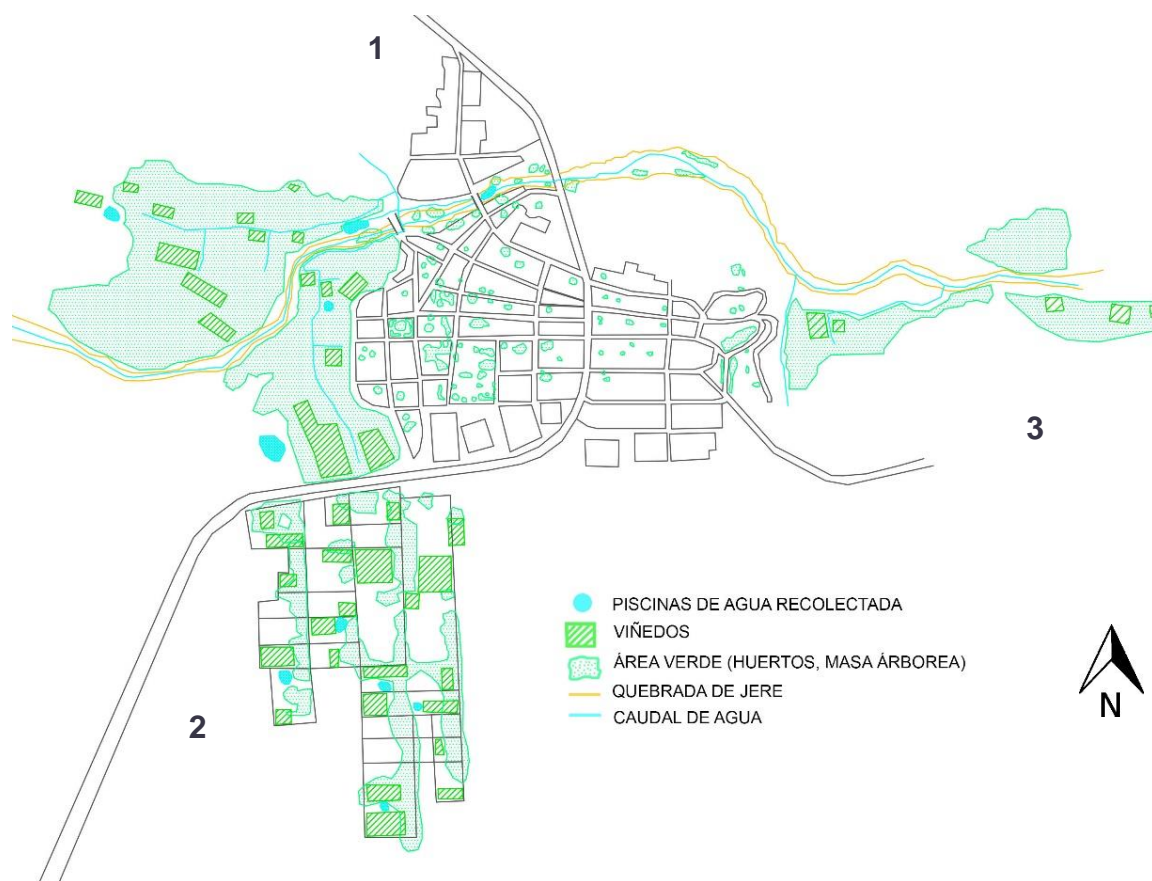 1
3
PISCINAS DE AGUA RECOLECTADA
VIÑEDOS
ÁREA VERDE (HUERTOS, MASA ÁRBOREA)
QUEBRADA DE JERE
CAUDAL DE AGUA
N
2